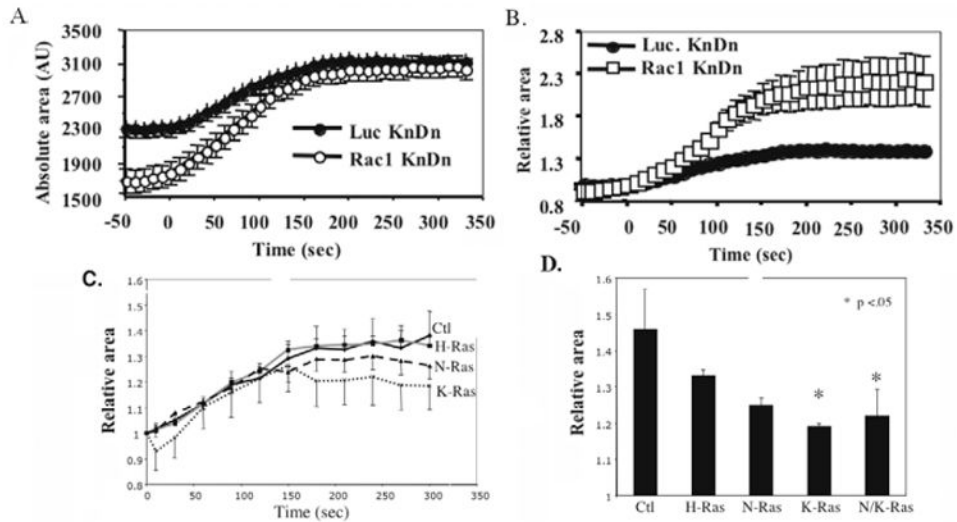 A.
Absolute area (AU)
3500
3100
2700
2300
1900
1500
Luc KnDn
Rac1 KnDn
-50 0 50 100 150 200 250 300 350
Time (sec)
B.
Relative area
2.8
2.3
1.8
1.3
0.8
Luc. KnDn
Rac1 KnDn
-50 0 50 100 150 200 250 300 350
Time (sec)
C.
Relative area
1.6
1.5
1.4
1.3
1.2
1.1
1
0.9
0.8
Ctl
H-Ras
N-Ras
K-Ras
0 50 100 150 200 250 300 350
Time (sec)
D.
Relative area
1.6
1.5
1.4
1.3
1.2
1.1
1
* p <.05
* *
Ctl H-Ras N-Ras K-Ras N/K-Ras